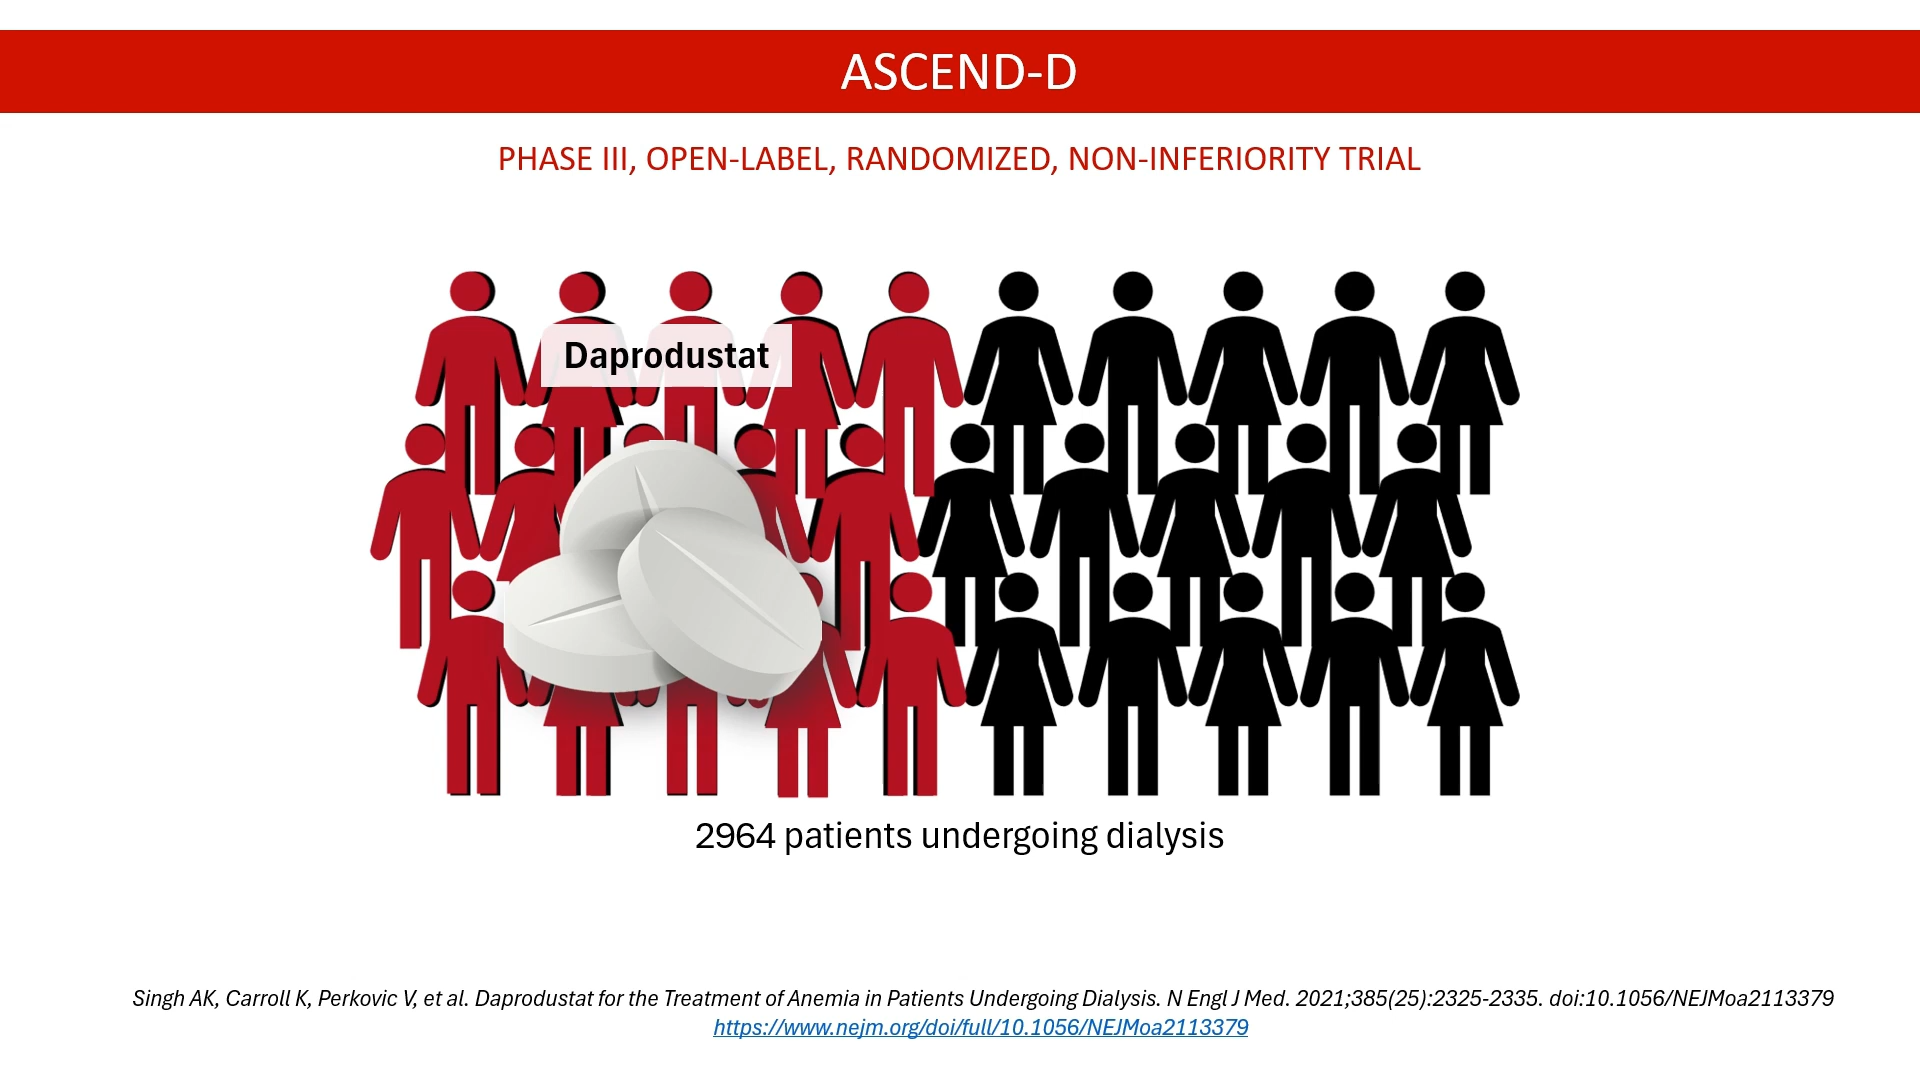 ASCEND-D
PHASE III, OPEN-LABEL, RANDOMIZED, NON-INFERIORITY TRIAL
Daprodustat
2964 patients undergoing dialysis
Singh AK, Carroll K, Perkovic V, et al. Daprodustat for the Treatment of Anemia in Patients Undergoing Dialysis. N Engl J Med. 2021;385(25):2325-2335. doi:10.1056/NEJMoa2113379
https://www.nejm.org/doi/full/10.1056/NEJMoa2113379